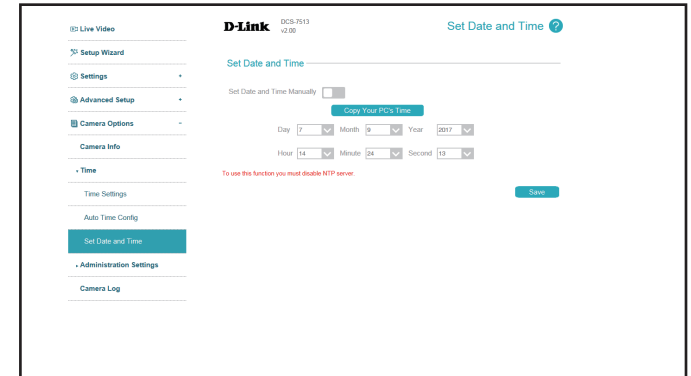 Live Video
Setup Wizard
Settings +
Advanced Setup +
Camera Options -
Camera Info
Time
Time Settings
Auto Time Config
Set Date and Time
Administration Settings
Camera Log
D-Link DCS-7513
v2.00
Set Date and Time ?
Set Date and Time
Set Date and Time Manually
Copy Your PC's Time
Day 7 Month 9 Year 2017
Hour 14 Minute 24 Second 13
To use this function you must disable NTP server.
Save